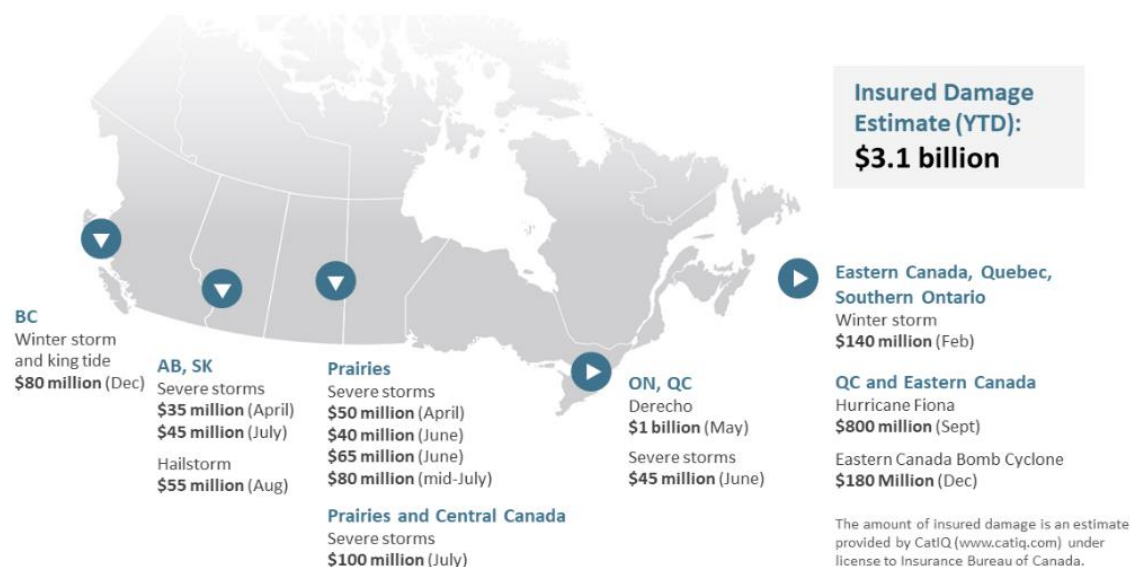 Insured Damage
Estimate (YTD):
$3.1 billion
BC
Winter storm
and king tide
$80 million (Dec)
AB, SK
Severe storms
$35 million (April)
$45 million (July)
Hailstorm
$55 million (Aug)
Prairies
Severe storms
$50 million (April)
$40 million (June)
$65 million (June)
$80 million (mid-July)
Prairies and Central Canada
Severe storms
$100 million (July)
ON, QC
Derecho
$1 billion (May)
Severe storms
$45 million (June)
Eastern Canada, Quebec,
Southern Ontario
Winter storm
$140 million (Feb)
QC and Eastern Canada
Hurricane Fiona
$800 million (Sept)
Eastern Canada Bomb Cyclone
$180 Million (Dec)
The amount of insured damage is an estimate
provided by CatIQ (www.catiq.com) under
license to Insurance Bureau of Canada.